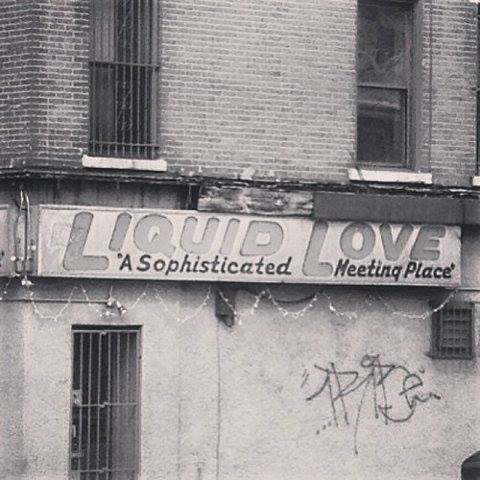 LIQUID LOVE
"A Sophisticated Meeting Place"